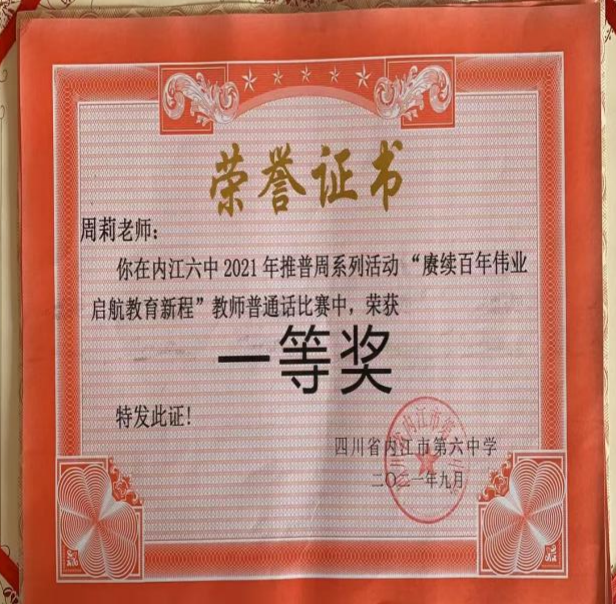 荣誉证书
周莉老师：
你在内江六中2021年推普周系列活动“赓续百年伟业
启航教育新程”教师普通话比赛中，荣获
一等奖
特发此证！
四川省内江市第六中学
二〇二一年九月